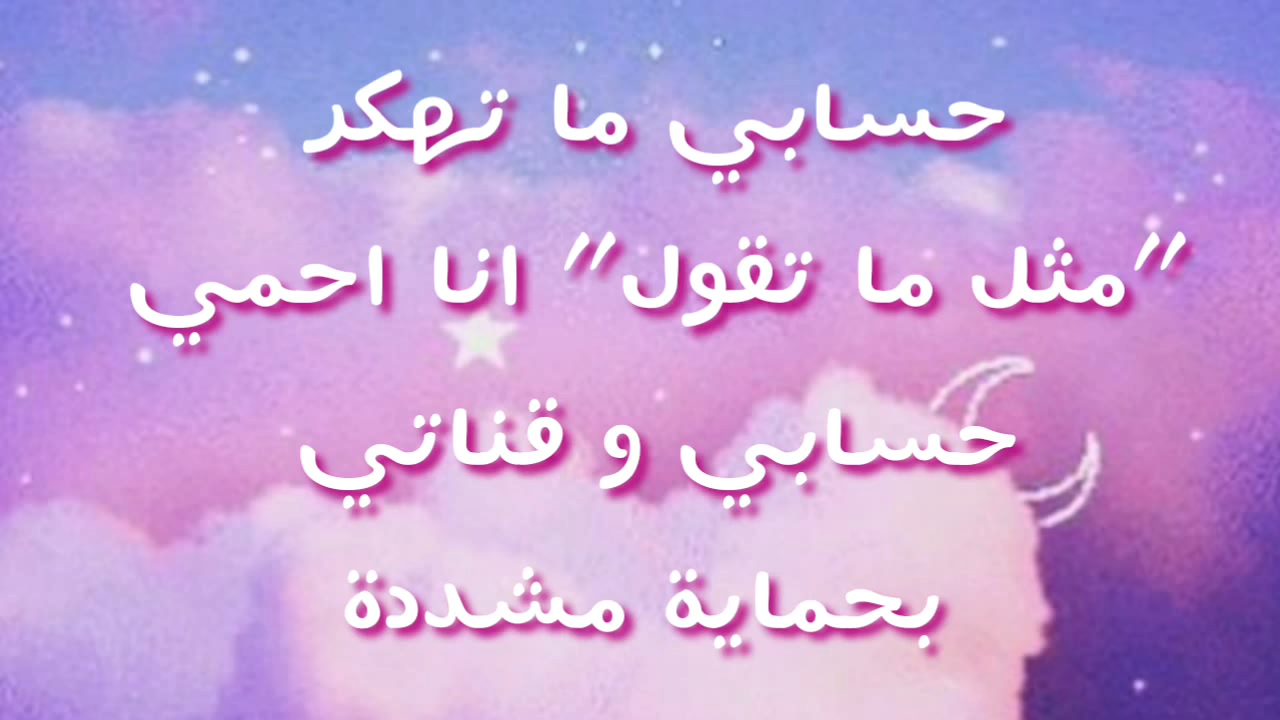 حسابي ما تهكر
"مثل ما تقول" انا احمي
حسابي و قناتي
بحماية مشددة